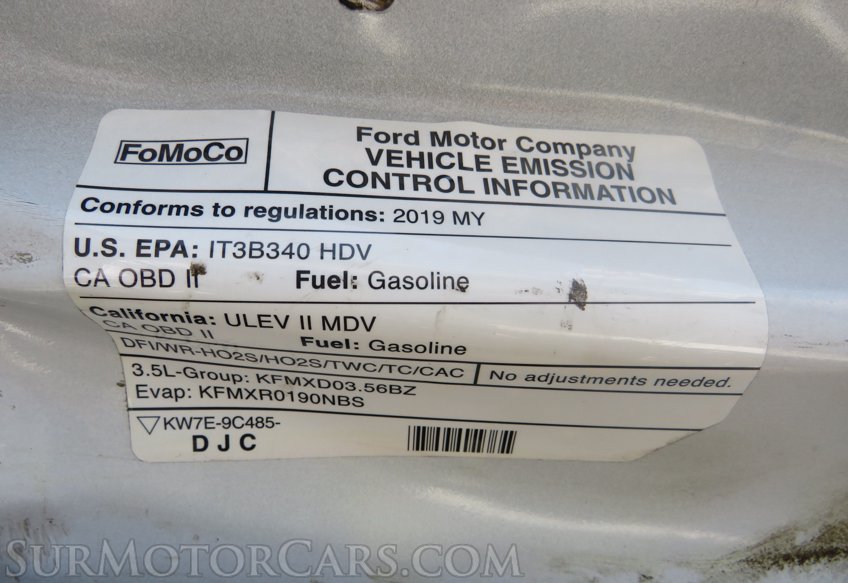 FoMoCo
Ford Motor Company
VEHICLE EMISSION
CONTROL INFORMATION
Conforms to regulations: 2019 MY
U.S. EPA: IT3B340 HDV
CA OBD II Fuel: Gasoline
California: ULEV II MDV
CA OBD II Fuel: Gasoline
DFI/WR-HO2S/HO2S/TWC/TC/CAC No adjustments needed.
3.5L-Group: KFMXD03.56BZ
Evap: KFMXR0190NBS
▽KW7E-9C485-
D J C
SurMotorCars.com